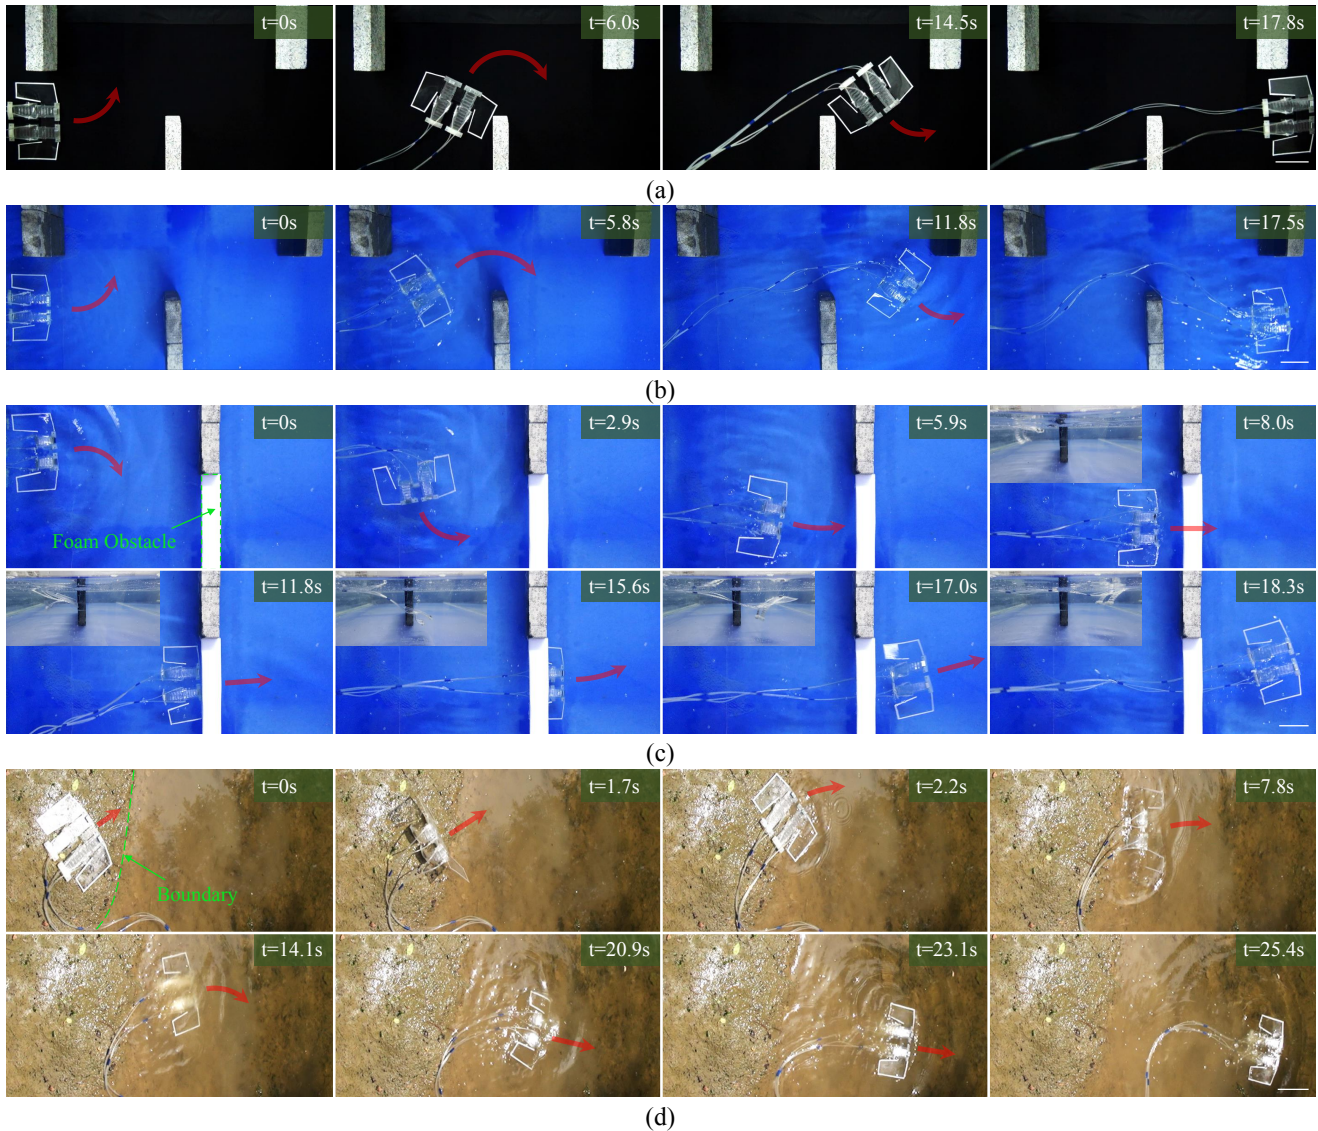 t=0s
t=6.0s
t=14.5s
t=17.8s
(a)
t=0s
t=5.8s
t=11.8s
t=17.5s
(b)
t=0s
t=2.9s
t=5.9s
t=8.0s
Foam Obstacle
t=11.8s
t=15.6s
t=17.0s
t=18.3s
(c)
t=0s
t=1.7s
t=2.2s
t=7.8s
Boundary
t=14.1s
t=20.9s
t=23.1s
t=25.4s
(d)